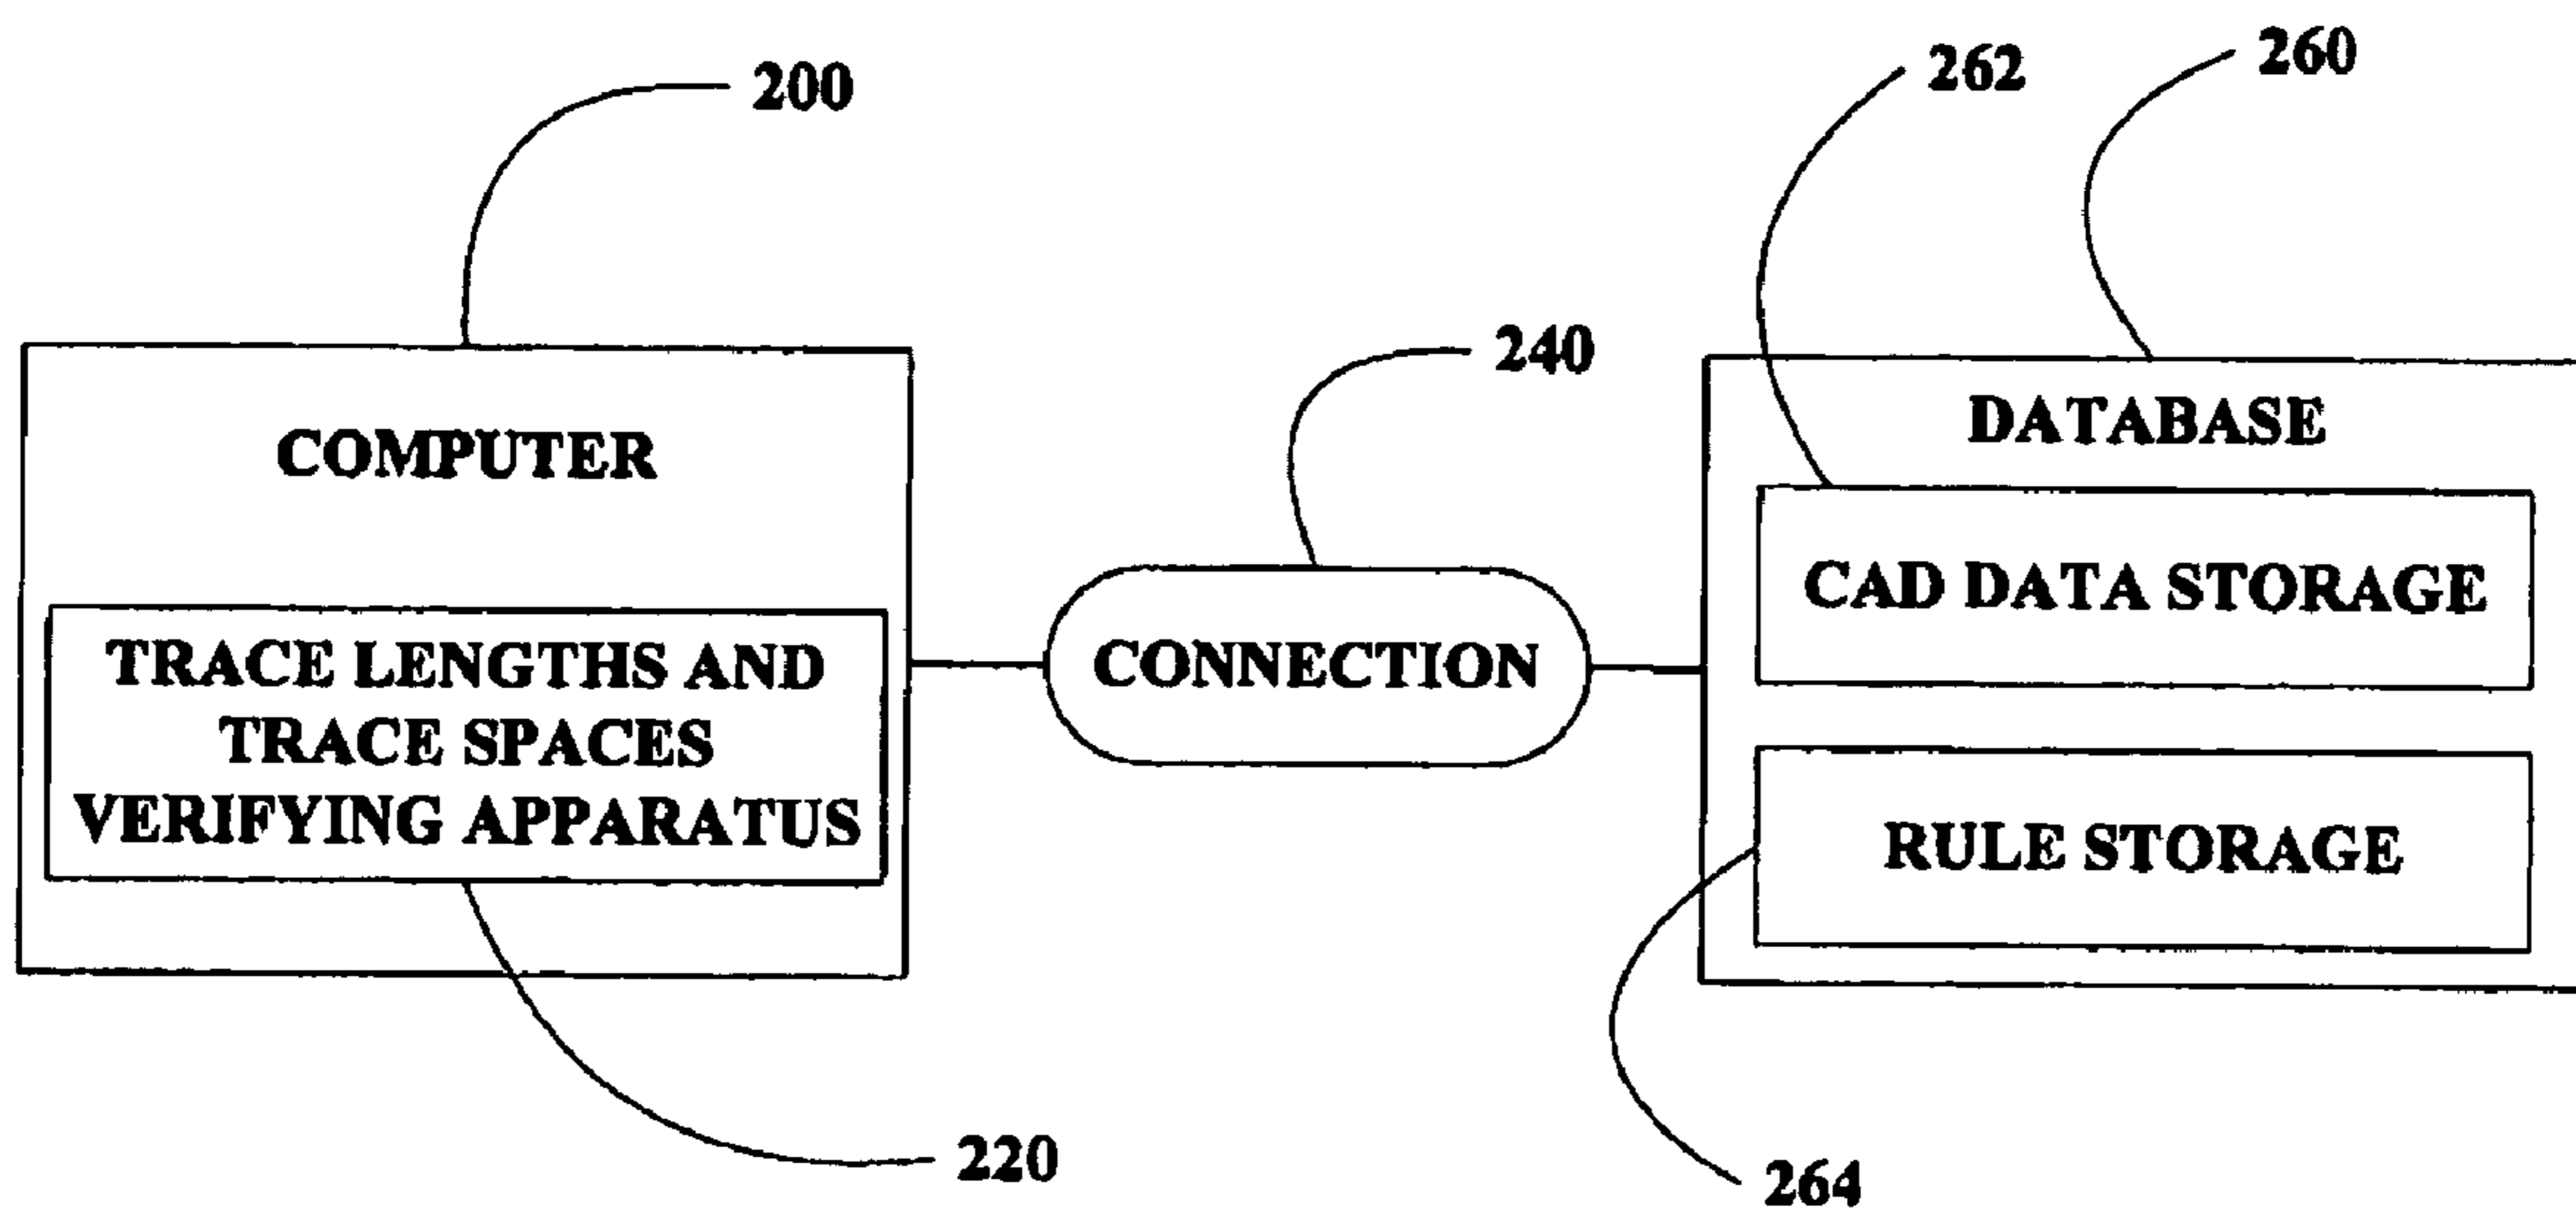 200
262
260
240
COMPUTER
DATABASE
CAD DATA STORAGE
TRACE LENGTHS AND
TRACE SPACES
VERIFYING APPARATUS
CONNECTION
RULE STORAGE
220
264